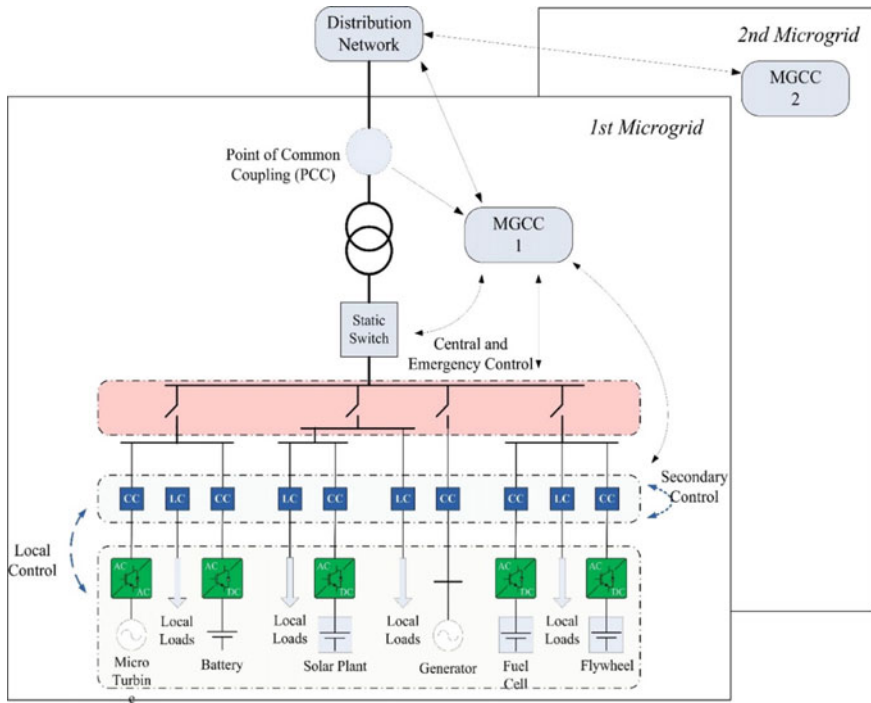 Distribution
Network
2nd Microgrid
MGCC
2
1st Microgrid
Point of Common
Coupling (PCC)
MGCC
1
Static
Switch
Central and
Emergency Control
Secondary
Control
CC LC CC LC CC LC CC CC LC CC
Local
Control
AC AC AC AC AC
AC DC DC DC DC
Local
Loads
Local
Loads
Local
Loads
Local
Loads
Micro
Turbin
e
Battery
Solar Plant
Generator
Fuel
Cell
Flywheel